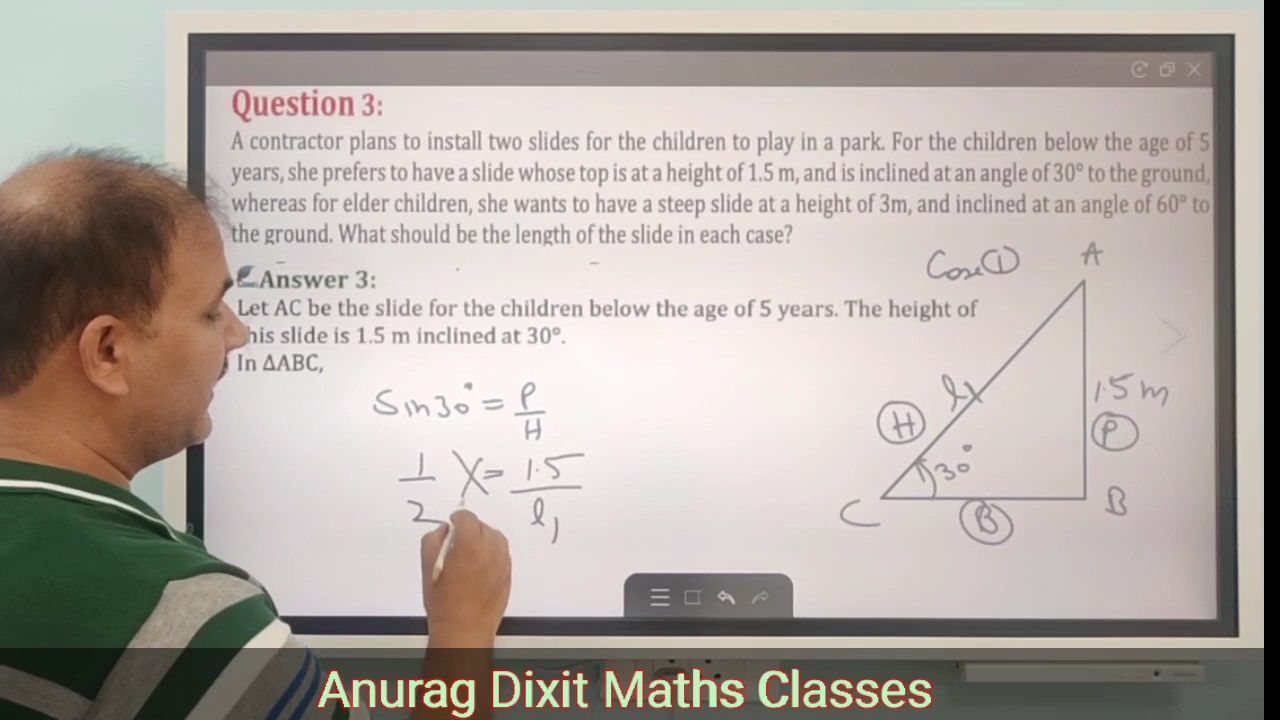 Question 3:
A contractor plans to install two slides for the children to play in a park. For the children below the age of 5
years, she prefers to have a slide whose top is at a height of 1.5 m, and is inclined at an angle of 30° to the ground,
whereas for elder children, she wants to have a steep slide at a height of 3m, and inclined at an angle of 60° to
the ground. What should be the length of the slide in each case?
Answer 3:
Let AC be the slide for the children below the age of 5 years. The height of
his slide is 1.5 m inclined at 30°.
In ΔABC,
Case ①
A
Sin 30° = P/H
1/2 = 1.5/l₁
l₁
1.5 m
H
P
30°
C
B
B
Anurag Dixit Maths Classes